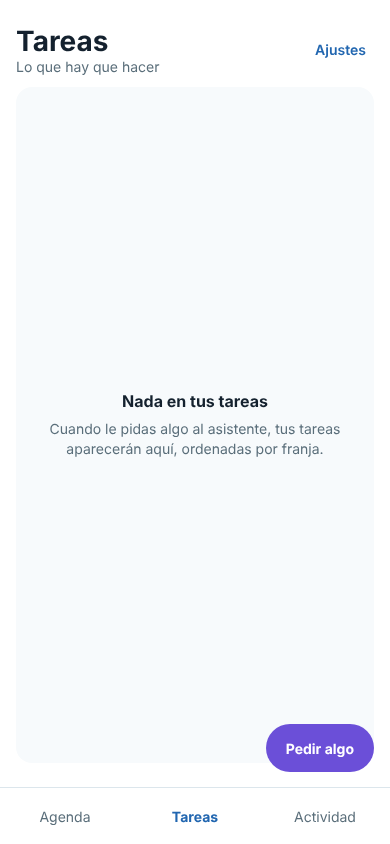 Tareas
Lo que hay que hacer
Ajustes
Nada en tus tareas
Cuando le pidas algo al asistente, tus tareas
aparecerán aquí, ordenadas por franja.
Pedir algo
Agenda
Tareas
Actividad